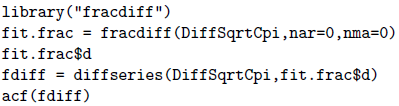 library("fracdiff")
fit.frac = fracdiff(DiffSqrtCpi,nar=0,nma=0)
fit.frac$d
fdiff = diffseries(DiffSqrtCpi,fit.frac$d)
acf(fdiff)